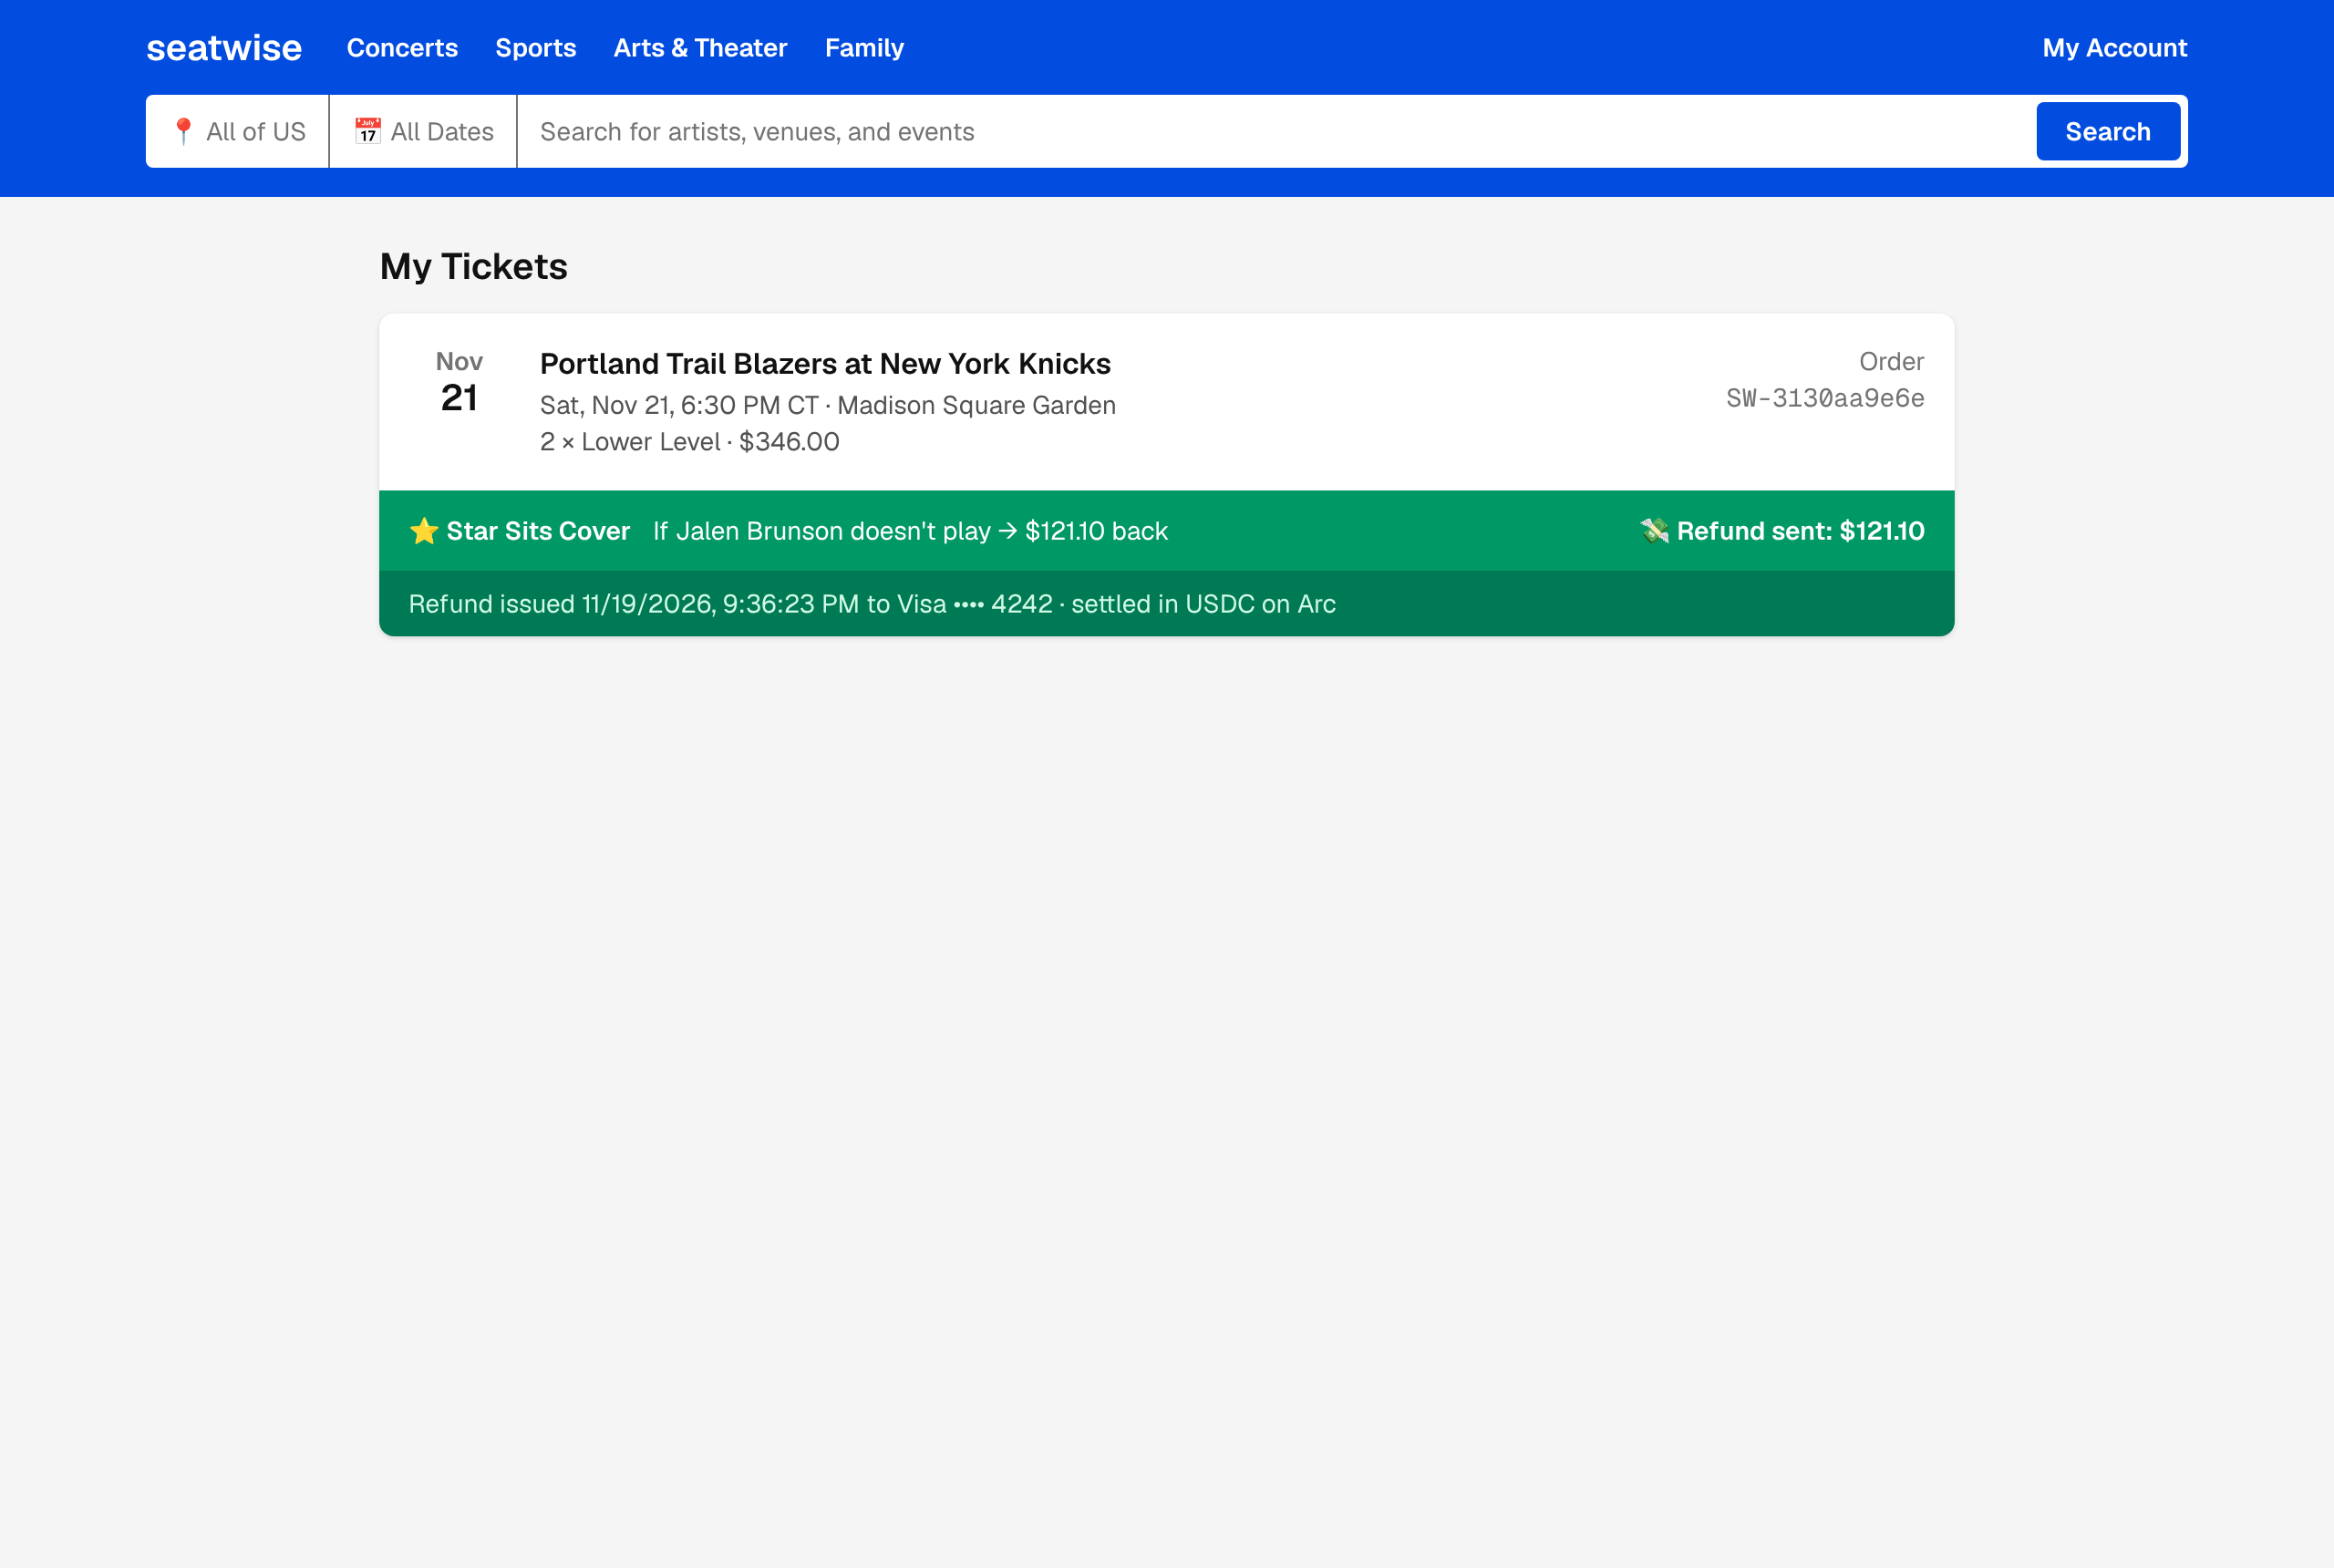 seatwise Concerts Sports Arts & Theater Family My Account
All of US July 17 All Dates Search for artists, venues, and events Search
My Tickets
Nov
21
Portland Trail Blazers at New York Knicks
Sat, Nov 21, 6:30 PM CT · Madison Square Garden
2 × Lower Level · $346.00
Order
SW-3130aa9e6e
⭐ Star Sits Cover If Jalen Brunson doesn't play → $121.10 back 💸 Refund sent: $121.10
Refund issued 11/19/2026, 9:36:23 PM to Visa •••• 4242 · settled in USDC on Arc